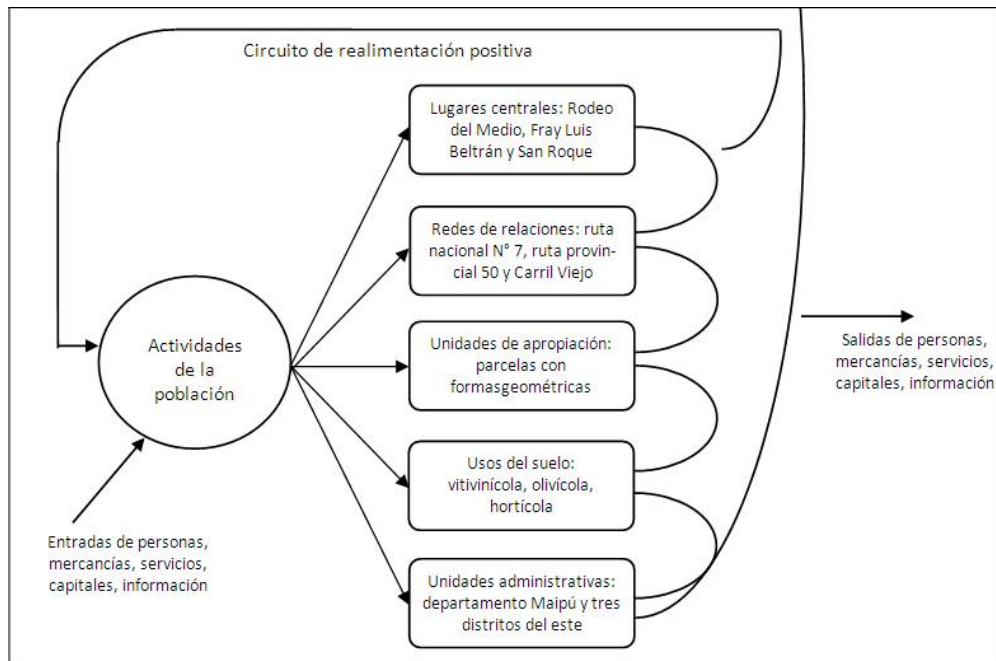 Circuito de realimentación positiva
Lugares centrales: Rodeo
del Medio, Fray Luis
Beltrán y San Roque
Redes de relaciones: ruta
nacional N° 7, ruta provin-
cial 50 y Carril Viejo
Unidades de apropiación:
parcelas con
formasgeométricas
Usos del suelo:
vitivinícola, olivícola,
hortícola
Unidades administrativas:
departamento Maipú y tres
distritos del este
Actividades
de la
población
Entradas de personas,
mercancías, servicios,
capitales, información
Salidas de personas,
mercancías, servicios,
capitales, información